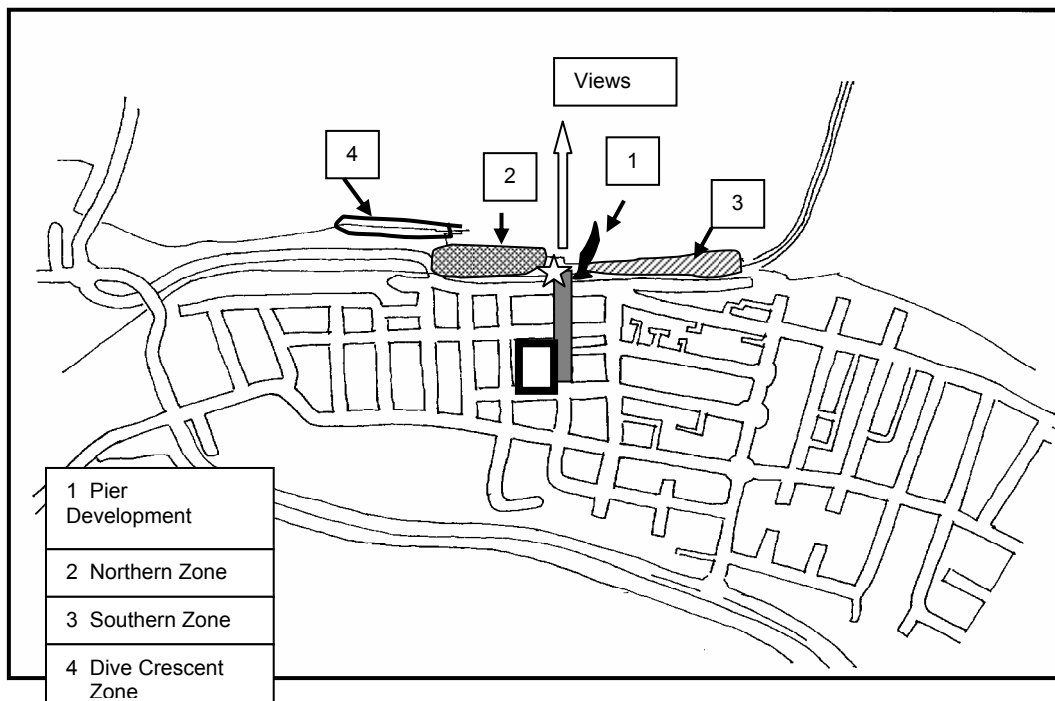 Views
4
2
1
3
1 Pier
Development
2 Northern Zone
3 Southern Zone
4 Dive Crescent
Zone